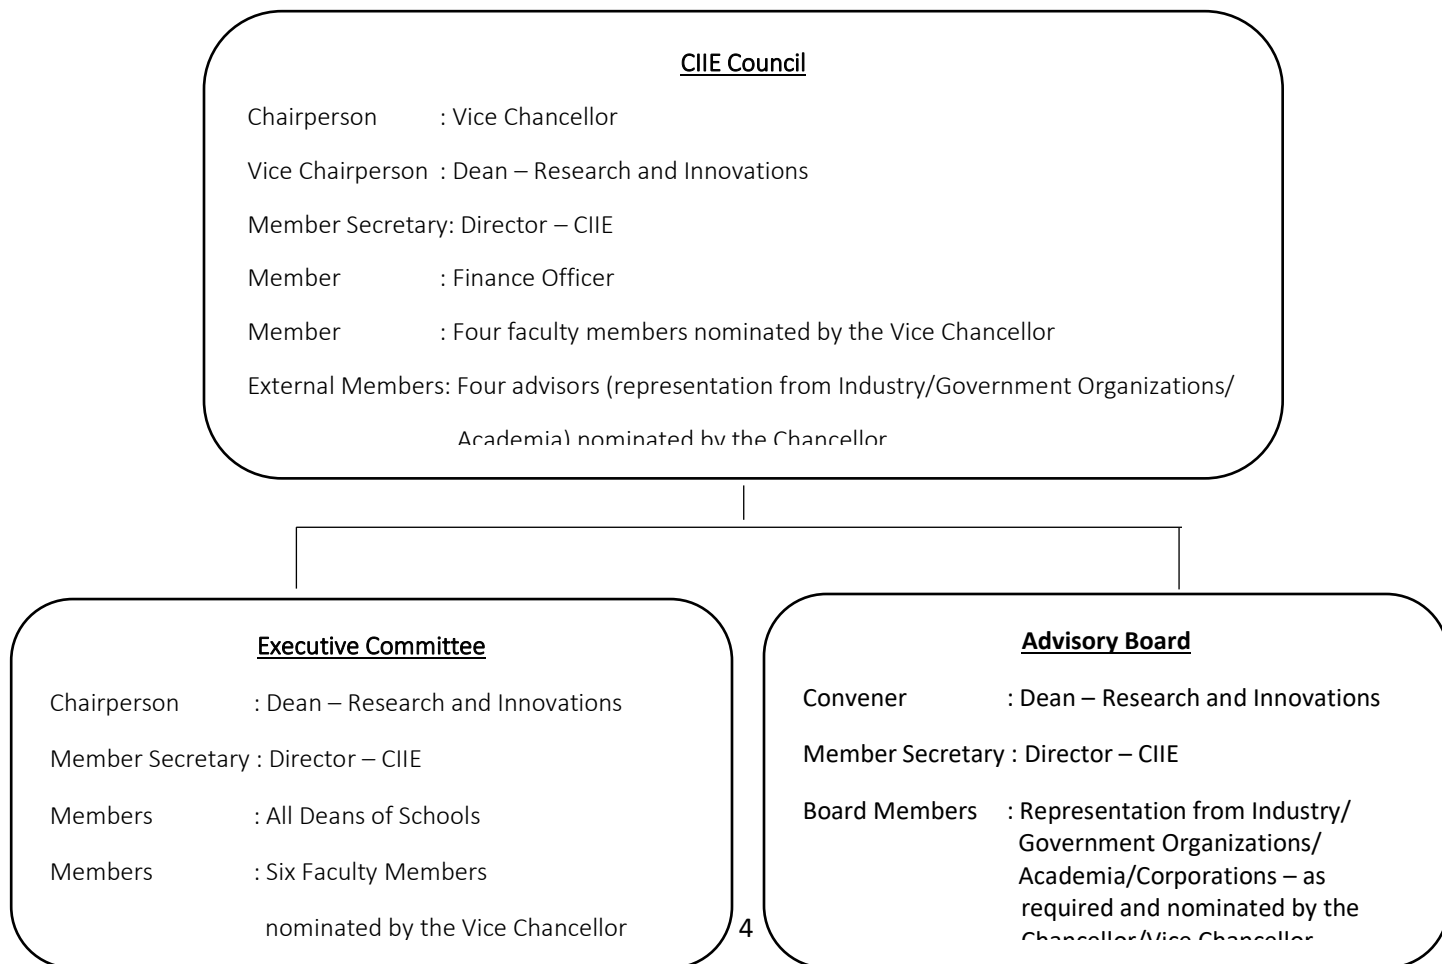 CIIE Council
Chairperson : Vice Chancellor
Vice Chairperson : Dean – Research and Innovations
Member Secretary: Director – CIIE
Member : Finance Officer
Member : Four faculty members nominated by the Vice Chancellor
External Members: Four advisors (representation from Industry/Government Organizations/
Academia) nominated by the Chancellor
Executive Committee
Chairperson : Dean – Research and Innovations
Member Secretary : Director – CIIE
Members : All Deans of Schools
Members : Six Faculty Members
nominated by the Vice Chancellor
Advisory Board
Convener : Dean – Research and Innovations
Member Secretary : Director – CIIE
Board Members : Representation from Industry/
Government Organizations/
Academia/Corporations – as
required and nominated by the
Chancellor/Vice Chancellor
4